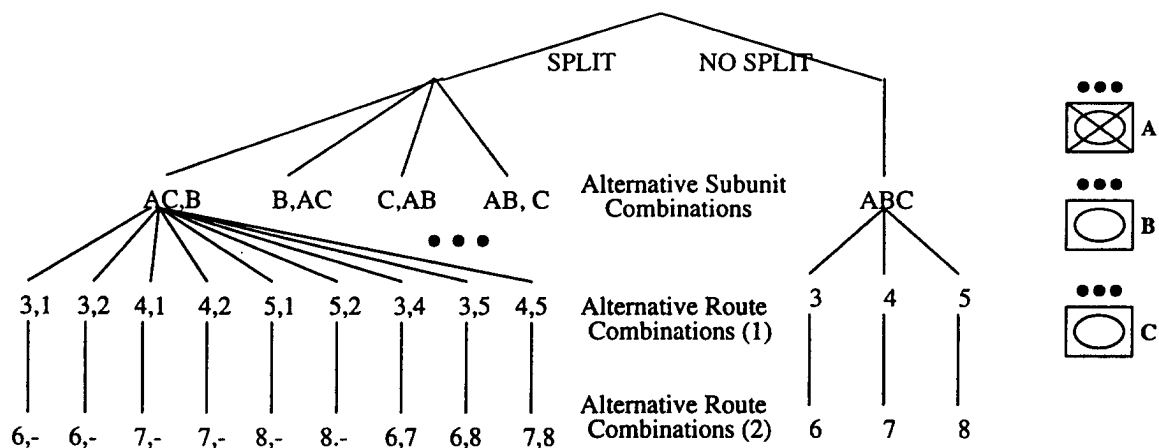 SPLIT NO SPLIT
A
Alternative Subunit
Combinations
AC,B B,AC C,AB AB, C ABC
B
3,1 3,2 4,1 4,2 5,1 5,2 3,4 3,5 4,5 Alternative Route
Combinations (1) 3 4 5
C
Alternative Route
Combinations (2)
6,- 6,- 7,- 7,- 8,- 8.- 6,7 6,8 7,8 6 7 8